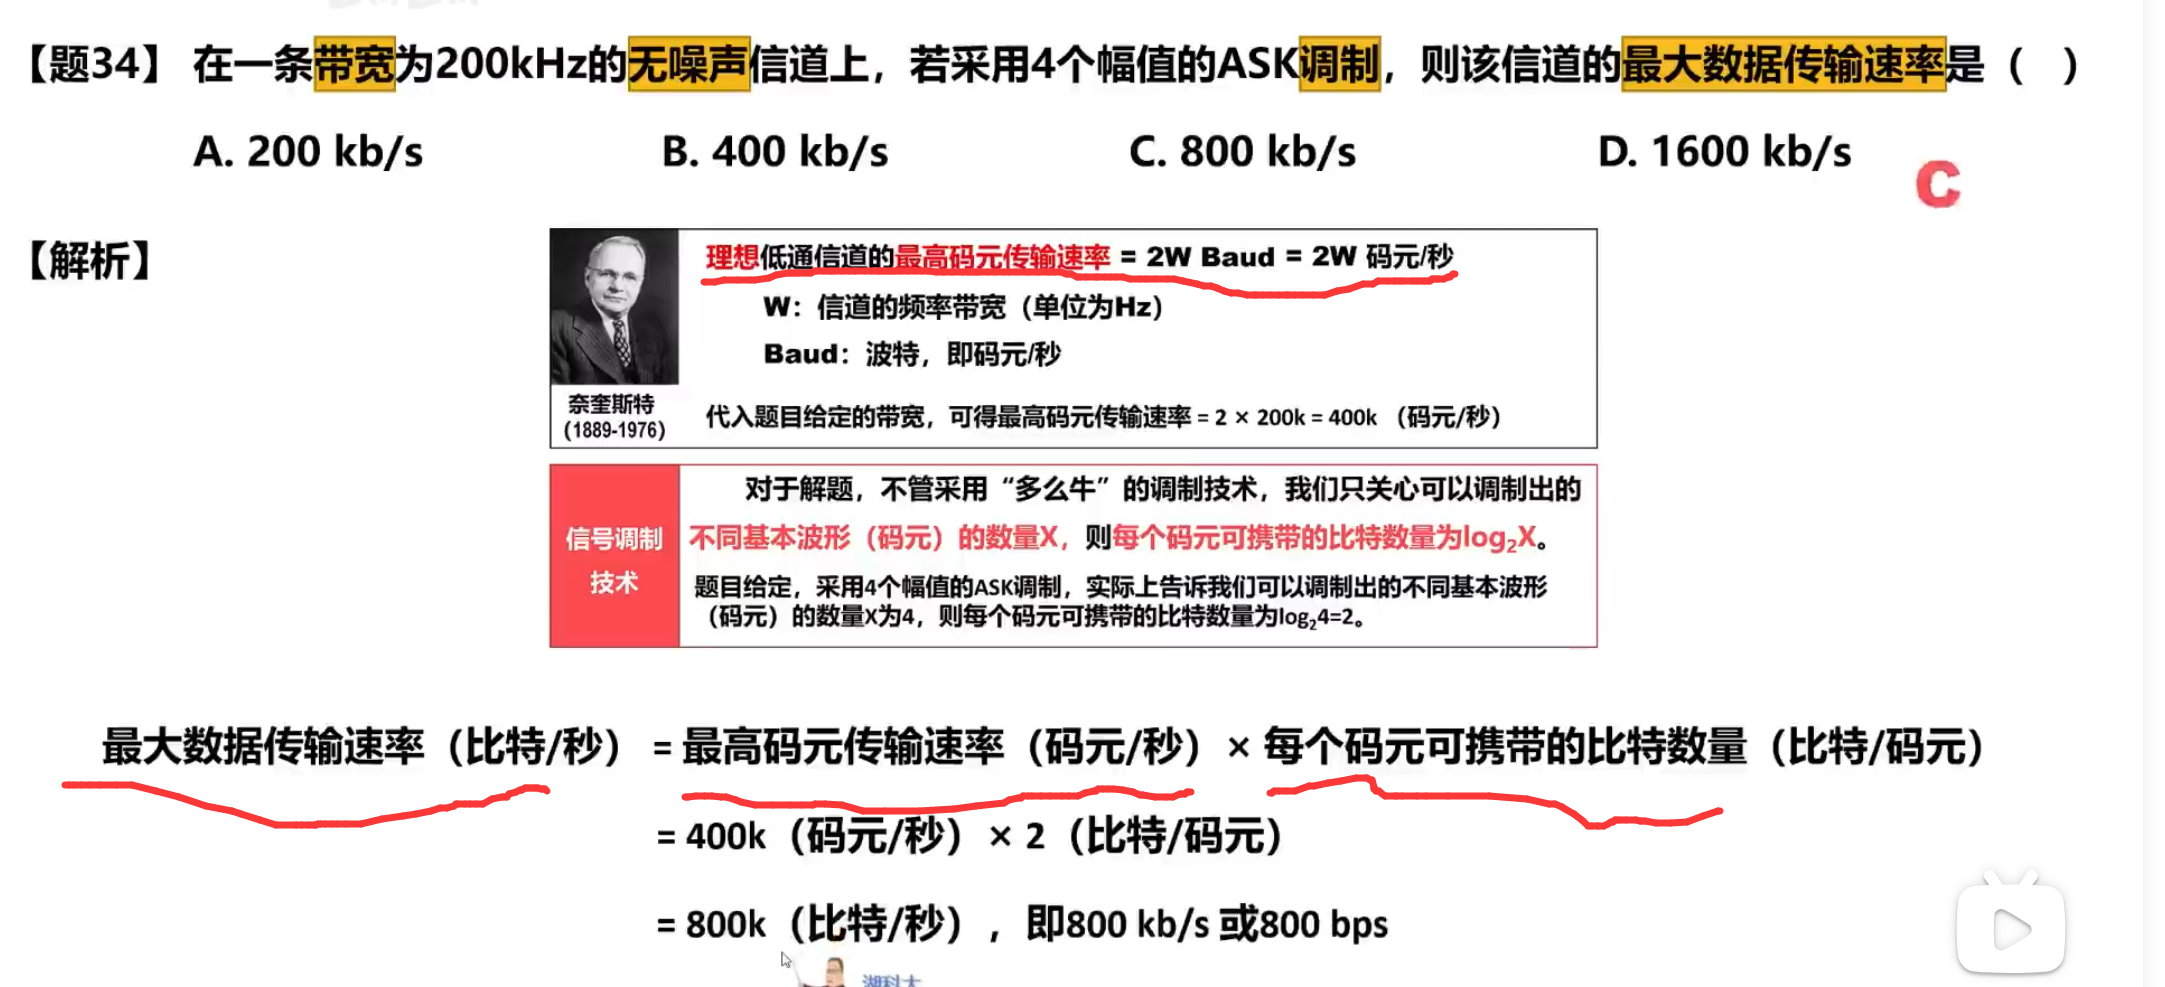 【题34】 在一条带宽为200kHz的无噪声信道上，若采用4个幅值的ASK调制，则该信道的最大数据传输速率是（ ）
A. 200 kb/s B. 400 kb/s C. 800 kb/s D. 1600 kb/s
C
【解析】
理想低通信道的最高码元传输速率 = 2W Baud = 2W 码元/秒
W：信道的频率带宽（单位为Hz）
Baud：波特，即码元/秒
奈奎斯特
(1889-1976)
代入题目给定的带宽，可得最高码元传输速率 = 2 × 200k = 400k （码元/秒）
信号调制
技术
对于解题，不管采用“多么牛”的调制技术，我们只关心可以调制出的
不同基本波形（码元）的数量X，则每个码元可携带的比特数量为log₂X。
题目给定，采用4个幅值的ASK调制，实际上告诉我们可以调制出的不同基本波形
（码元）的数量X为4，则每个码元可携带的比特数量为log₂4=2。
最大数据传输速率（比特/秒） = 最高码元传输速率（码元/秒） × 每个码元可携带的比特数量（比特/码元）
= 400k（码元/秒） × 2（比特/码元）
= 800k（比特/秒），即800 kb/s 或800 bps
湖科大